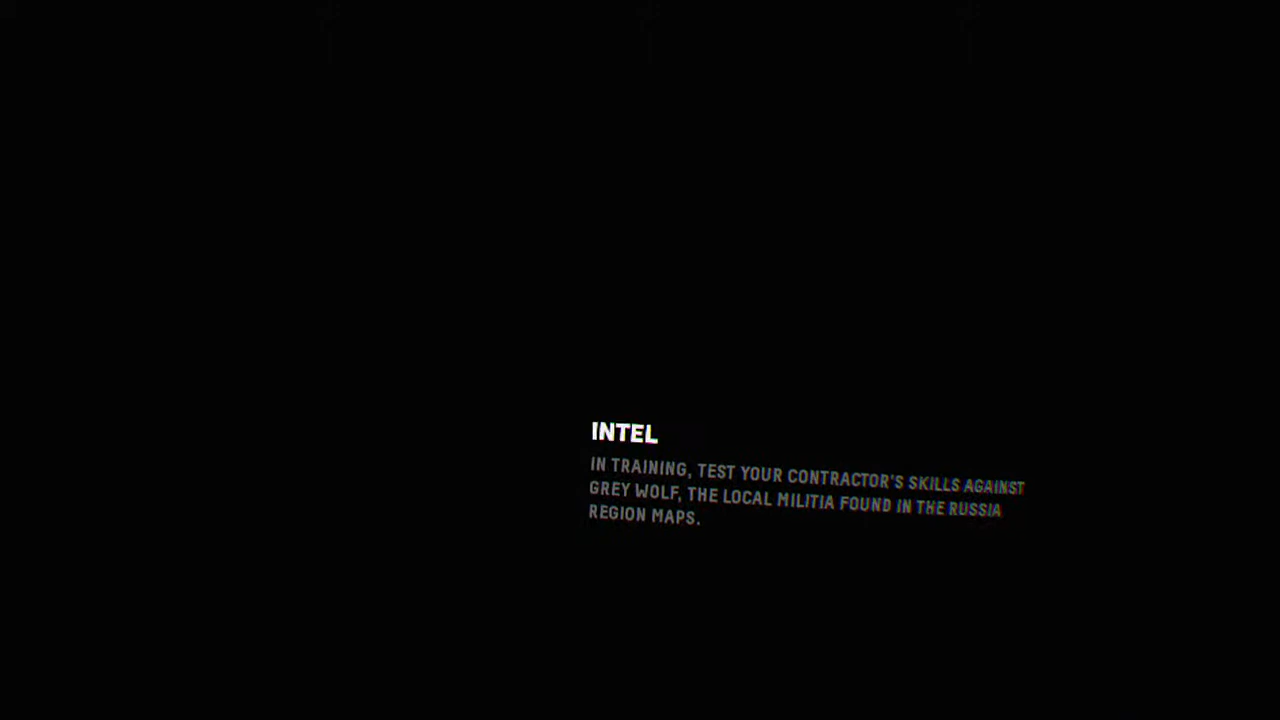 INTEL
IN TRAINING, TEST YOUR CONTRACTOR'S SKILLS AGAINST
GREY WOLF, THE LOCAL MILITIA FOUND IN THE RUSSIA
REGION MAPS.